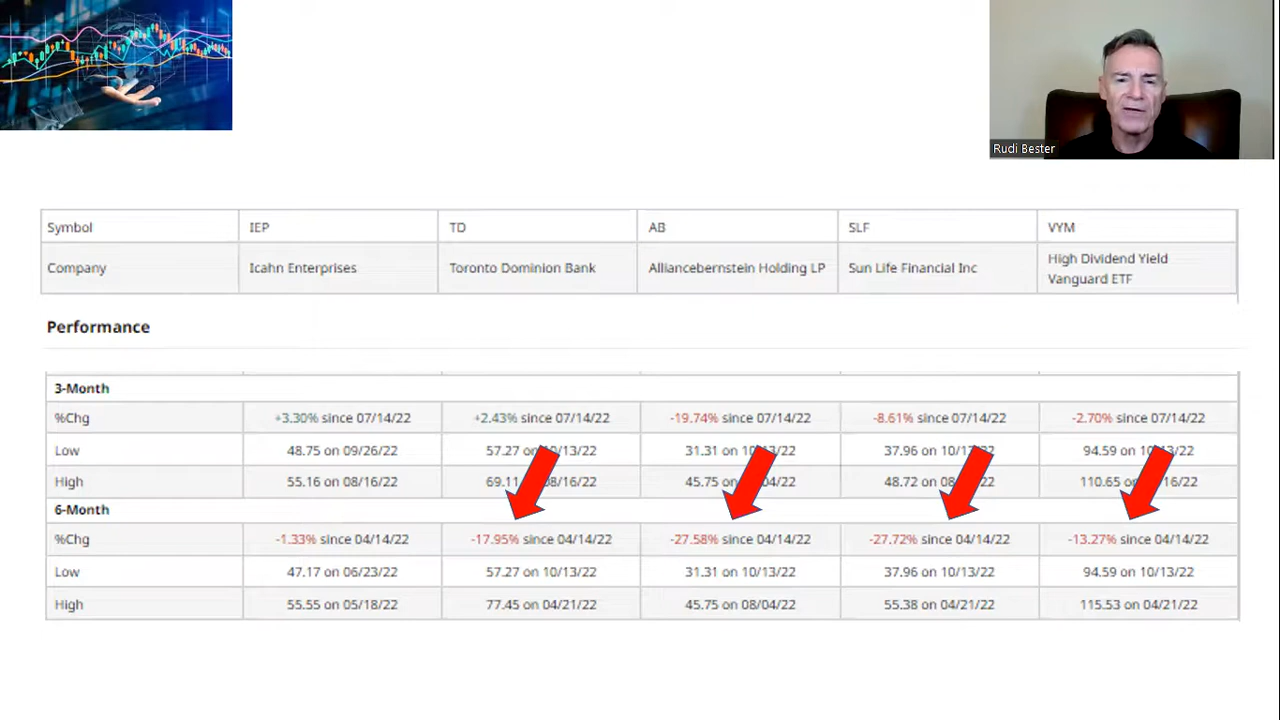 Rudi Bester
Symbol IEP TD AB SLF VYM
Company Icahn Enterprises Toronto Dominion Bank Alliancebernstein Holding LP Sun Life Financial Inc High Dividend Yield
Vanguard ETF
Performance
3-Month
%Chg +3.30% since 07/14/22 +2.43% since 07/14/22 -19.74% since 07/14/22 -8.61% since 07/14/22 -2.70% since 07/14/22
Low 48.75 on 09/26/22 57.27 on 31.31 on 37.96 on 94.59 on
High 55.16 on 08/16/22 69.11 45.75 on 48.72 on 110.65
6-Month
%Chg -1.33% since 04/14/22 -17.95% since 04/14/22 -27.58% since 04/14/22 -27.72% since 04/14/22 -13.27% since 04/14/22
Low 47.17 on 06/23/22 57.27 on 10/13/22 31.31 on 10/13/22 37.96 on 10/13/22 94.59 on 10/13/22
High 55.55 on 05/18/22 77.45 on 04/21/22 45.75 on 08/04/22 55.38 on 04/21/22 115.53 on 04/21/22